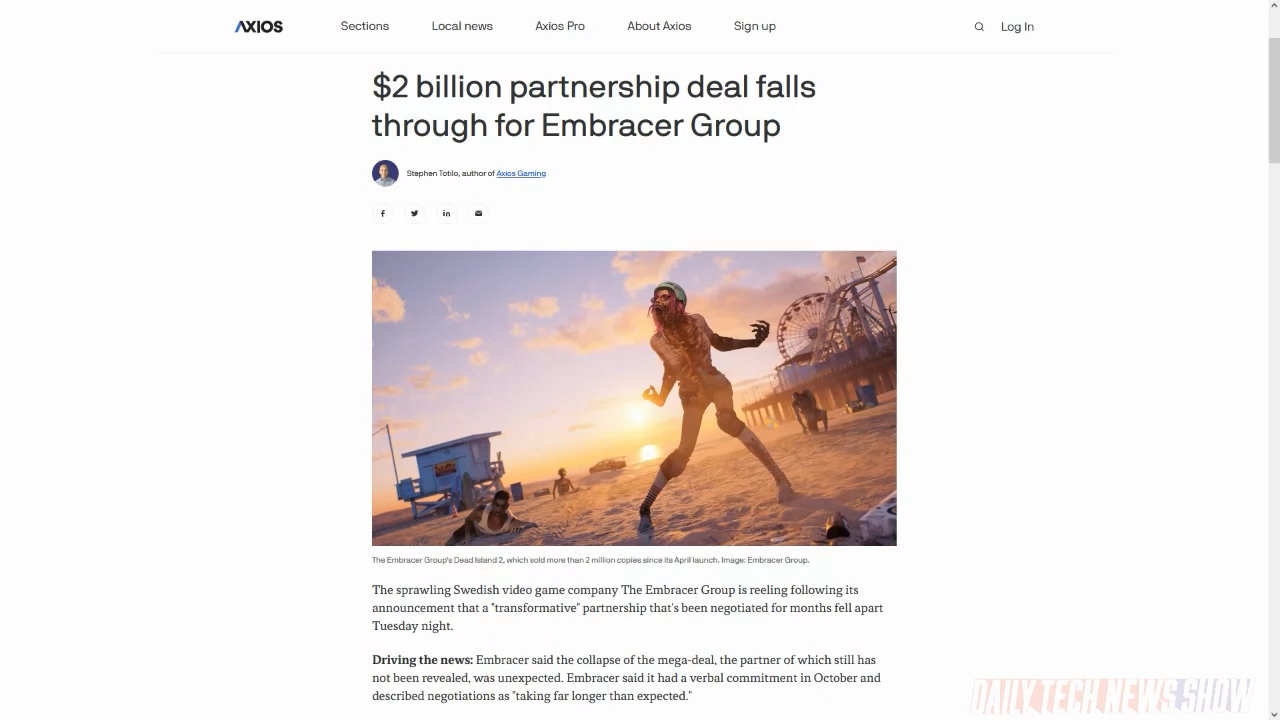 AXIOS
Sections
Local news
Axios Pro
About Axios
Sign up
Log In
$2 billion partnership deal falls
through for Embracer Group
Stephen Totilo, author of Axios Gaming
The Embracer Group's Dead Island 2, which sold more than 2 million copies since its April launch. Image: Embracer Group.
The sprawling Swedish video game company The Embracer Group is reeling following its
announcement that a "transformative" partnership that's been negotiated for months fell apart
Tuesday night.
Driving the news: Embracer said the collapse of the mega-deal, the partner of which still has
not been revealed, was unexpected. Embracer said it had a verbal commitment in October and
described negotiations as "taking far longer than expected."
DAILY TECH NEWS SHOW